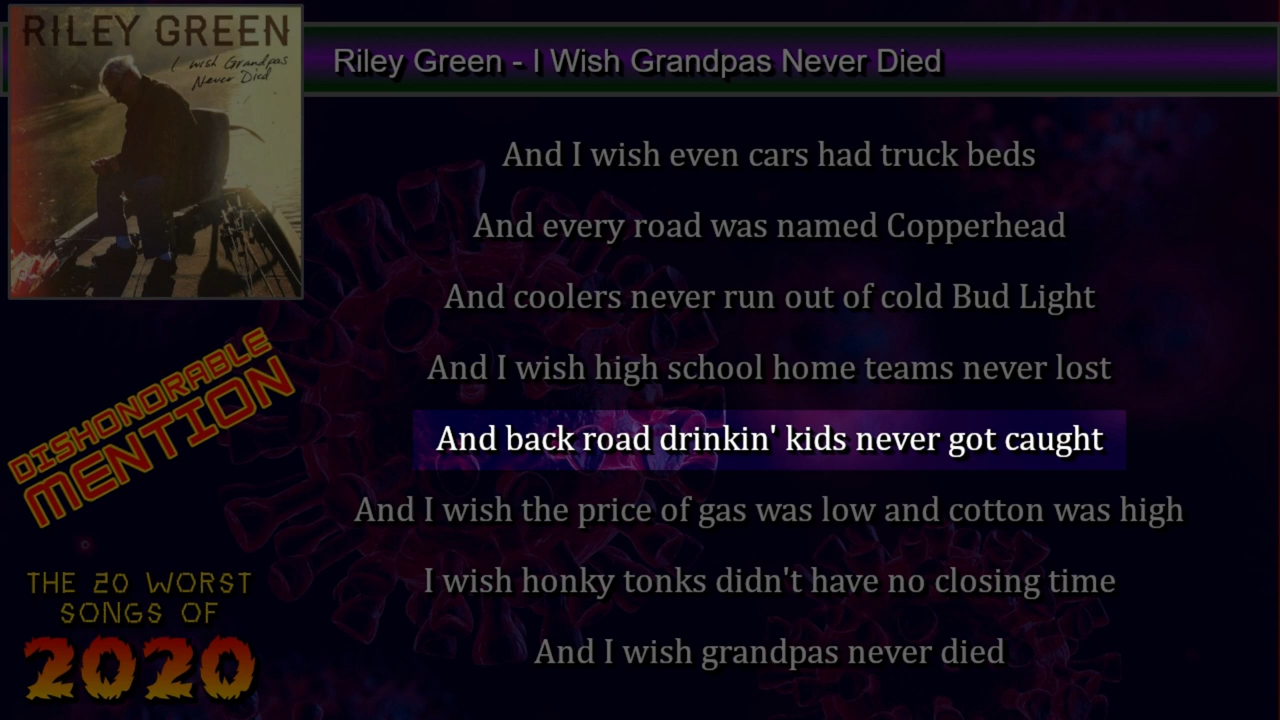 RILEY GREEN
I wish Grandpas
Never Died
Riley Green - I Wish Grandpas Never Died
And I wish even cars had truck beds
And every road was named Copperhead
And coolers never run out of cold Bud Light
And I wish high school home teams never lost
And back road drinkin' kids never got caught
And I wish the price of gas was low and cotton was high
I wish honky tonks didn't have no closing time
And I wish grandpas never died
DISHONORABLE
MENTION
THE 20 WORST
SONGS OF
2020